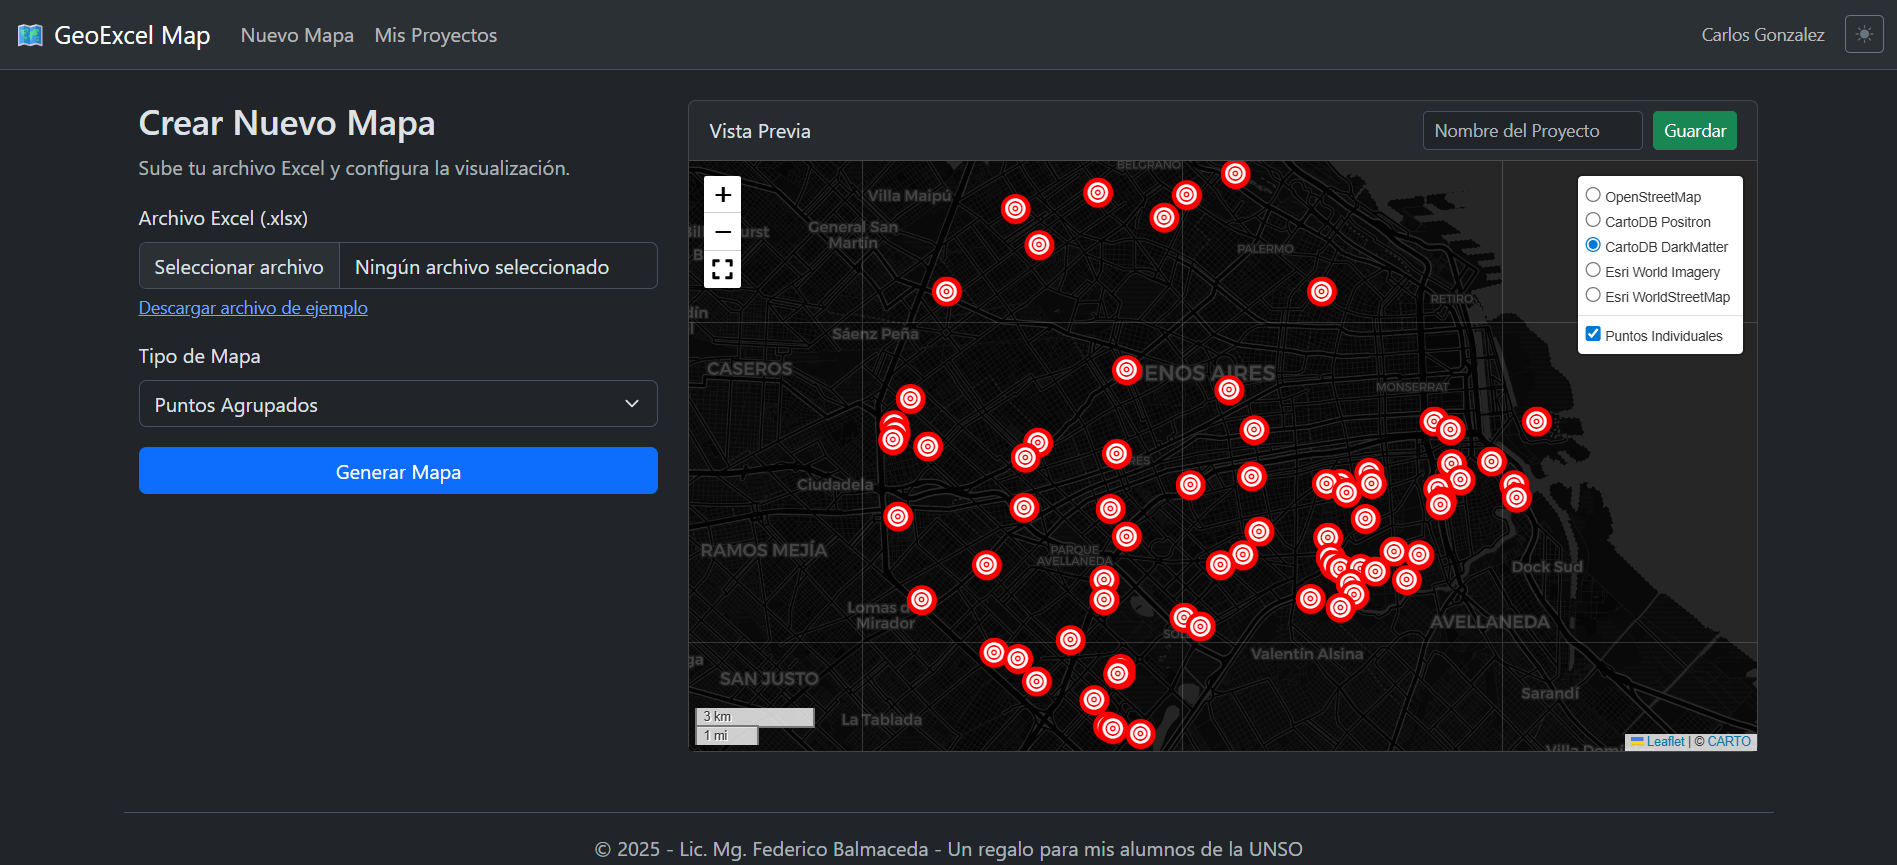 GeoExcel Map
Nuevo Mapa
Mis Proyectos
Carlos Gonzalez
Crear Nuevo Mapa
Sube tu archivo Excel y configura la visualización.
Archivo Excel (.xlsx)
Seleccionar archivo
Ningún archivo seleccionado
Descargar archivo de ejemplo
Tipo de Mapa
Puntos Agrupados
Generar Mapa
Vista Previa
Nombre del Proyecto
Guardar
+
−
OpenStreetMap
CartoDB Positron
CartoDB DarkMatter
Esri World Imagery
Esri WorldStreetMap
Puntos Individuales
BELGRANO
Villa Maipú
General San
Martín
PALERMO
RETIRO
Sáenz Peña
CASEROS
ENOS AIRES
MONSERRAT
Ciudadela
RAMOS MEJÍA
PARQUE
AVELLANEDA
Dock Sud
Lomas d
Mirador
AVELLANEDA
Valentín Alsina
SAN JUSTO
Sarandí
La Tablada
3 km
1 mi
Leaflet | © CARTO
© 2025 - Lic. Mg. Federico Balmaceda - Un regalo para mis alumnos de la UNSO